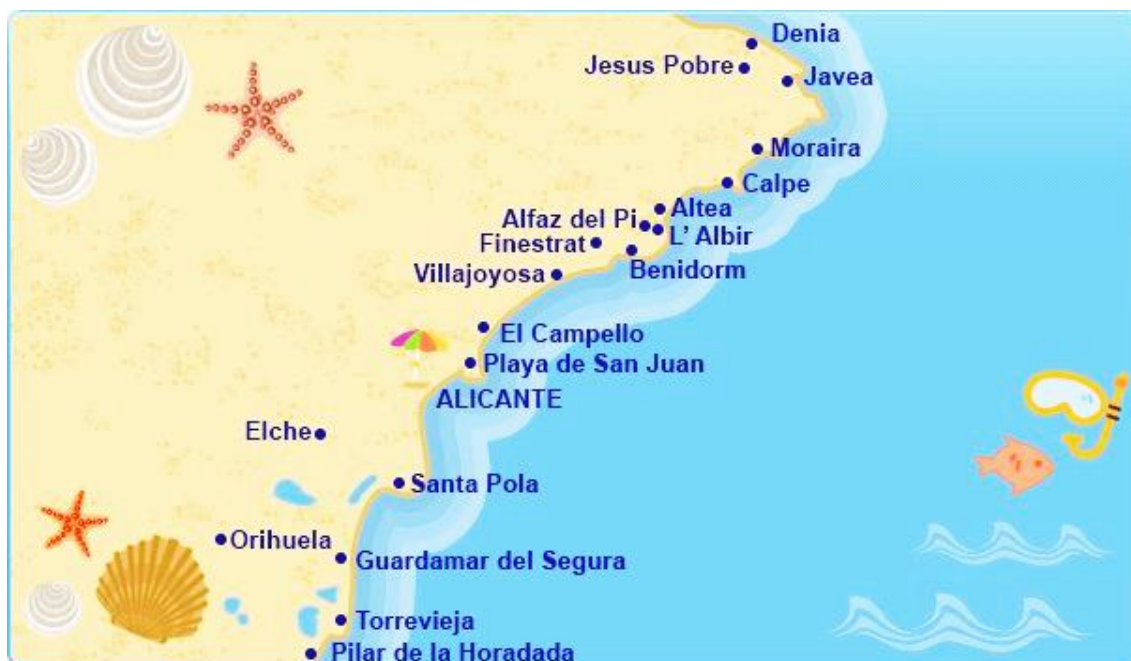 Denia
Jesus Pobre
Javea
Moraira
Calpe
Altea
Alfaz del Pi
L' Albir
Finestrat
Benidorm
Villajoyosa
El Campello
Playa de San Juan
ALICANTE
Elche
Santa Pola
Orihuela
Guardamar del Segura
Torrevieja
Pilar de la Horadada